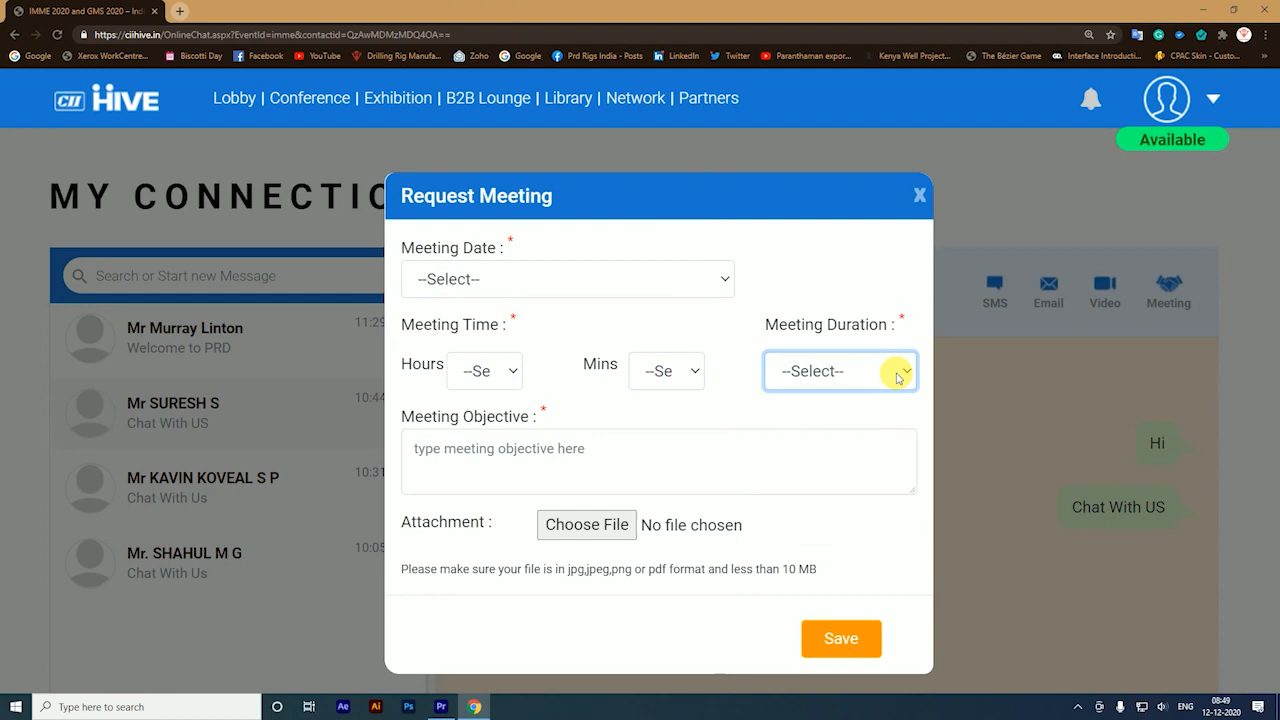 IMME 2020 and GMS 2020 – Indi
https://ciihive.in/OnlineChat.aspx?EventId=imme&contactid=QzAwMDMzMDQ4OA==
Google
Xerox WorkCentre...
Biscotti Day
Facebook
YouTube
Drilling Rig Manufa...
Zoho
Google
Prd Rigs India - Posts
LinkedIn
Twitter
Paranthaman expor...
Kenya Well Project...
The Bézier Game
Interface Introducti...
CPAC Skin - Custo...
CII HIVE
Lobby | Conference | Exhibition | B2B Lounge | Library | Network | Partners
Available
MY CONNECTIO
Search or Start new Message
Mr Murray Linton
11:29
Welcome to PRD
Mr SURESH S
10:44
Chat With US
Mr KAVIN KOVEAL S P
10:31
Chat With Us
Mr. SHAHUL M G
10:05
Chat With Us
Request Meeting
X
Meeting Date : *
--Select--
Meeting Time : *
Meeting Duration : *
Hours
--Se
Mins
--Se
--Select--
Meeting Objective : *
type meeting objective here
Attachment :
Choose File
No file chosen
Please make sure your file is in jpg,jpeg,png or pdf format and less than 10 MB
Save
SMS
Email
Video
Meeting
Hi
Chat With US
Type here to search
Ae
Ai
Ps
Pr
ENG
08:49
12-12-2020